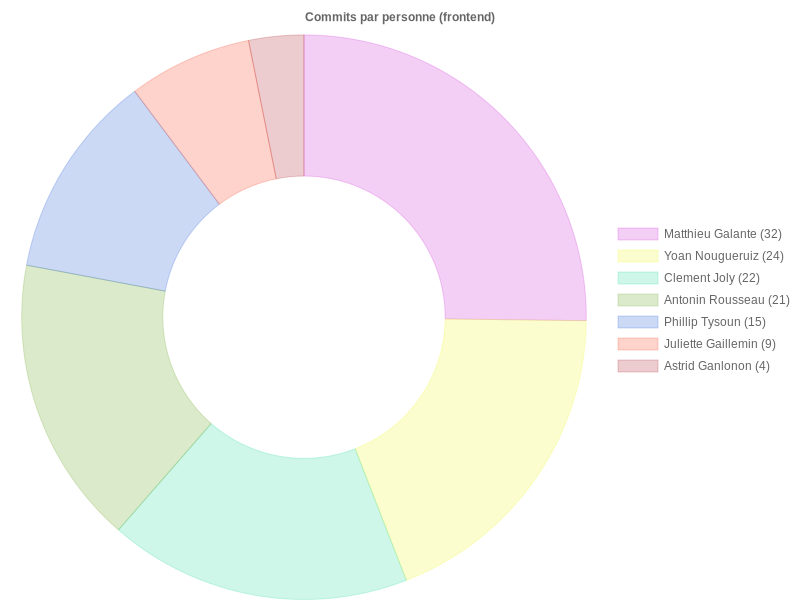 Commits par personne (frontend)
Matthieu Galante (32)
Yoan Nougueruiz (24)
Clement Joly (22)
Antonin Rousseau (21)
Phillip Tysoun (15)
Juliette Gaillemin (9)
Astrid Ganlonon (4)